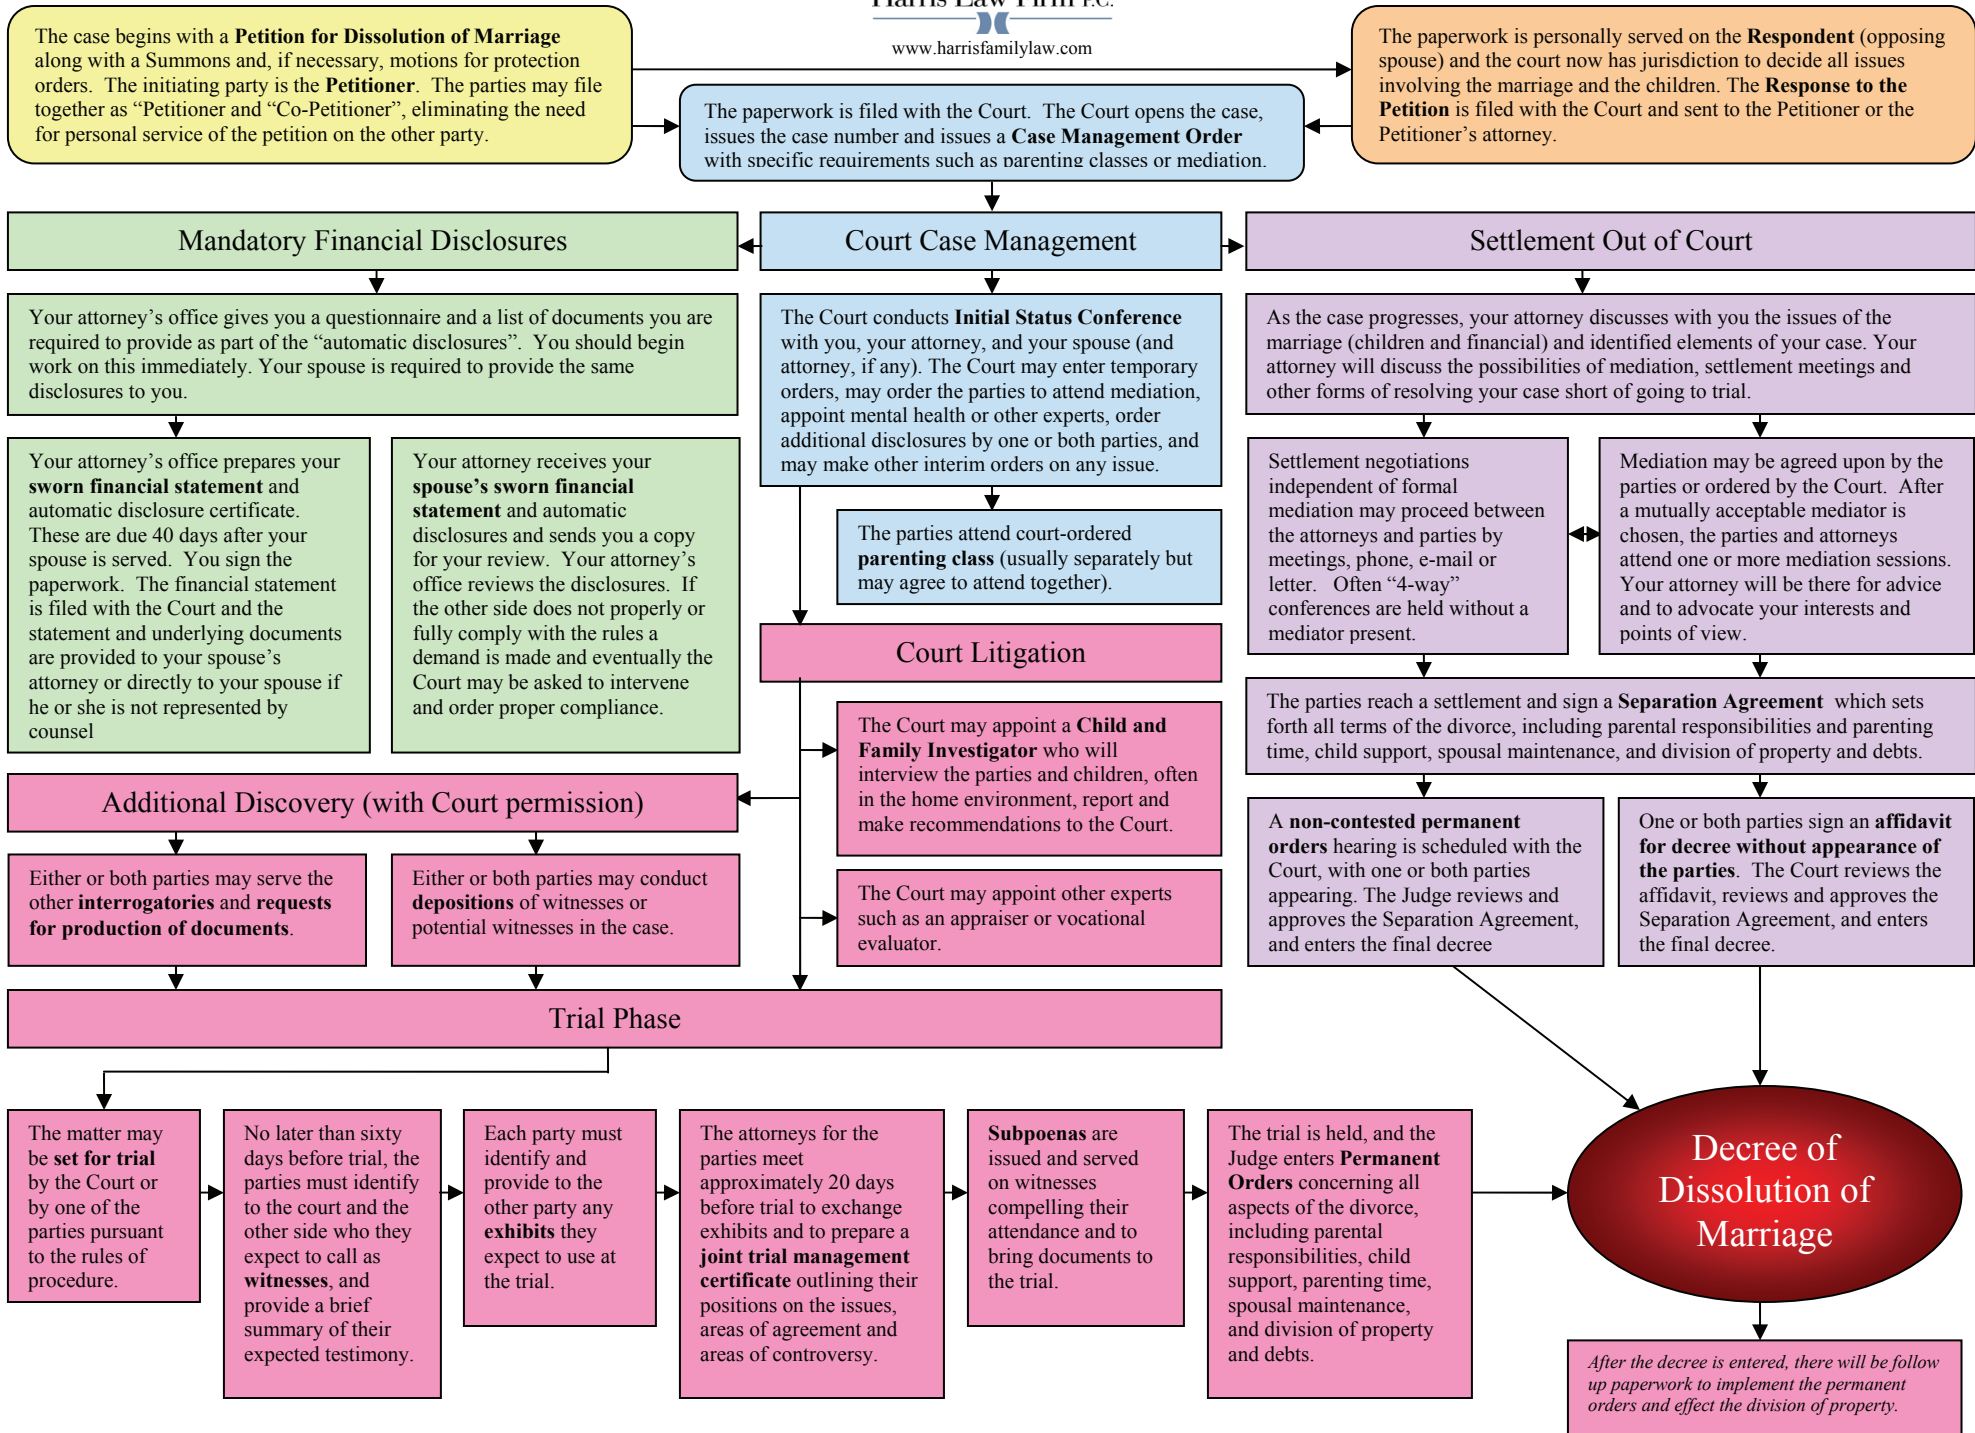 Harris Law Firm P.C.
www.harrisfamilylaw.com
The case begins with a Petition for Dissolution of Marriage
along with a Summons and, if necessary, motions for protection
orders.  The initiating party is the Petitioner.  The parties may file
together as “Petitioner and “Co-Petitioner”, eliminating the need
for personal service of the petition on the other party.
The paperwork is filed with the Court.  The Court opens the case,
issues the case number and issues a Case Management Order
with specific requirements such as parenting classes or mediation.
The paperwork is personally served on the Respondent (opposing
spouse) and the court now has jurisdiction to decide all issues
involving the marriage and the children. The Response to the
Petition is filed with the Court and sent to the Petitioner or the
Petitioner’s attorney.
Mandatory Financial Disclosures
Your attorney’s office gives you a questionnaire and a list of documents you are
required to provide as part of the “automatic disclosures”.  You should begin
work on this immediately. Your spouse is required to provide the same
disclosures to you.
Your attorney’s office prepares your
sworn financial statement and
automatic disclosure certificate.
These are due 40 days after your
spouse is served.  You sign the
paperwork.  The financial statement
is filed with the Court and the
statement and underlying documents
are provided to your spouse’s
attorney or directly to your spouse if
he or she is not represented by
counsel
Your attorney receives your
spouse’s sworn financial
statement and automatic
disclosures and sends you a copy
for your review.  Your attorney’s
office reviews the disclosures.  If
the other side does not properly or
fully comply with the rules a
demand is made and eventually the
Court may be asked to intervene
and order proper compliance.
Court Case Management
The Court conducts Initial Status Conference
with you, your attorney, and your spouse (and
attorney, if any). The Court may enter temporary
orders, may order the parties to attend mediation,
appoint mental health or other experts, order
additional disclosures by one or both parties, and
may make other interim orders on any issue.
The parties attend court-ordered
parenting class (usually separately but
may agree to attend together).
Settlement Out of Court
As the case progresses, your attorney discusses with you the issues of the
marriage (children and financial) and identified elements of your case. Your
attorney will discuss the possibilities of mediation, settlement meetings and
other forms of resolving your case short of going to trial.
Settlement negotiations
independent of formal
mediation may proceed between
the attorneys and parties by
meetings, phone, e-mail or
letter.   Often “4-way”
conferences are held without a
mediator present.
Mediation may be agreed upon by the
parties or ordered by the Court.  After
a mutually acceptable mediator is
chosen, the parties and attorneys
attend one or more mediation sessions.
Your attorney will be there for advice
and to advocate your interests and
points of view.
The parties reach a settlement and sign a Separation Agreement  which sets
forth all terms of the divorce, including parental responsibilities and parenting
time, child support, spousal maintenance, and division of property and debts.
A non-contested permanent
orders hearing is scheduled with the
Court, with one or both parties
appearing. The Judge reviews and
approves the Separation Agreement,
and enters the final decree
One or both parties sign an affidavit
for decree without appearance of
the parties.  The Court reviews the
affidavit, reviews and approves the
Separation Agreement, and enters
the final decree.
Court Litigation
The Court may appoint a Child and
Family Investigator who will
interview the parties and children, often
in the home environment, report and
make recommendations to the Court.
The Court may appoint other experts
such as an appraiser or vocational
evaluator.
Additional Discovery (with Court permission)
Either or both parties may serve the
other interrogatories and requests
for production of documents.
Either or both parties may conduct
depositions of witnesses or
potential witnesses in the case.
Trial Phase
The matter may
be set for trial
by the Court or
by one of the
parties pursuant
to the rules of
procedure.
No later than sixty
days before trial, the
parties must identify
to the court and the
other side who they
expect to call as
witnesses, and
provide a brief
summary of their
expected testimony.
Each party must
identify and
provide to the
other party any
exhibits they
expect to use at
the trial.
The attorneys for the
parties meet
approximately 20 days
before trial to exchange
exhibits and to prepare a
joint trial management
certificate outlining their
positions on the issues,
areas of agreement and
areas of controversy.
Subpoenas are
issued and served
on witnesses
compelling their
attendance and to
bring documents to
the trial.
The trial is held, and the
Judge enters Permanent
Orders concerning all
aspects of the divorce,
including parental
responsibilities, child
support, parenting time,
spousal maintenance,
and division of property
and debts.
Decree of
Dissolution of
Marriage
After the decree is entered, there will be follow
up paperwork to implement the permanent
orders and effect the division of property.